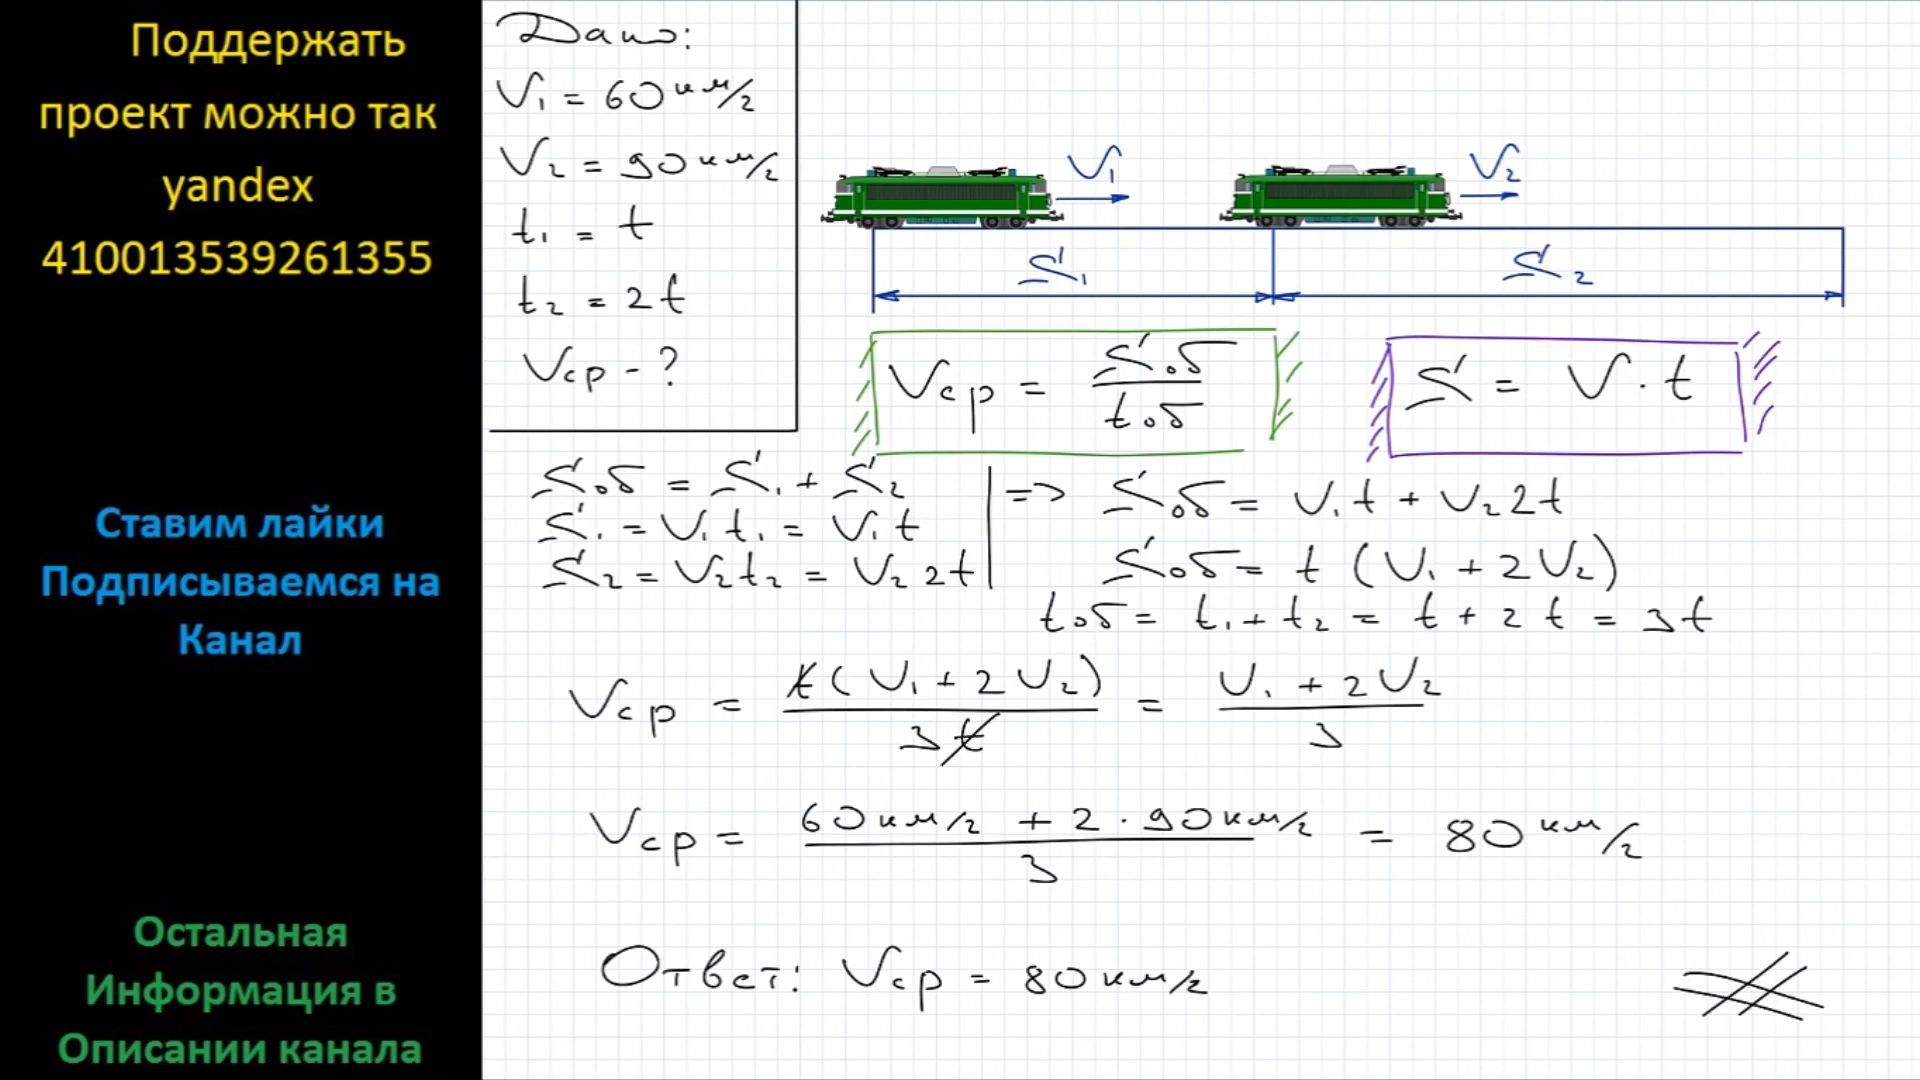 Поддержать
проект можно так
yandex
410013539261355
Ставим лайки
Подписываемся на
Канал
Остальная
Информация в
Описании канала
Дано:
V₁ = 60 км/г
V₂ = 90 км/г
t₁ = t
t₂ = 2t
Vср - ?
V₁
V₂
S₁
S₂
Vср = Sоб / tоб
S = V · t
Sоб = S₁ + S₂
S₁ = V₁t₁ = V₁t
S₂ = V₂t₂ = V₂2t
=> Sоб = V₁t + V₂2t
Sоб = t (V₁ + 2V₂)
tоб = t₁ + t₂ = t + 2t = 3t
Vср = t(V₁ + 2V₂) / 3t = V₁ + 2V₂ / 3
Vср = 60 км/г + 2 · 90 км/г / 3 = 80 км/г
Ответ: Vср = 80 км/г